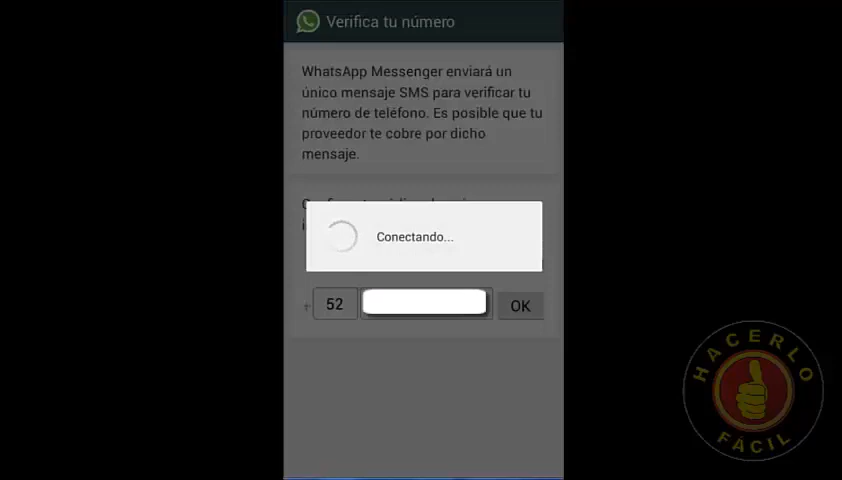 Verifica tu número
WhatsApp Messenger enviará un
único mensaje SMS para verificar tu
número de teléfono. Es posible que tu
proveedor te cobre por dicho
mensaje.
Conectando...
+ 52 OK
HACERLO
FÁCIL